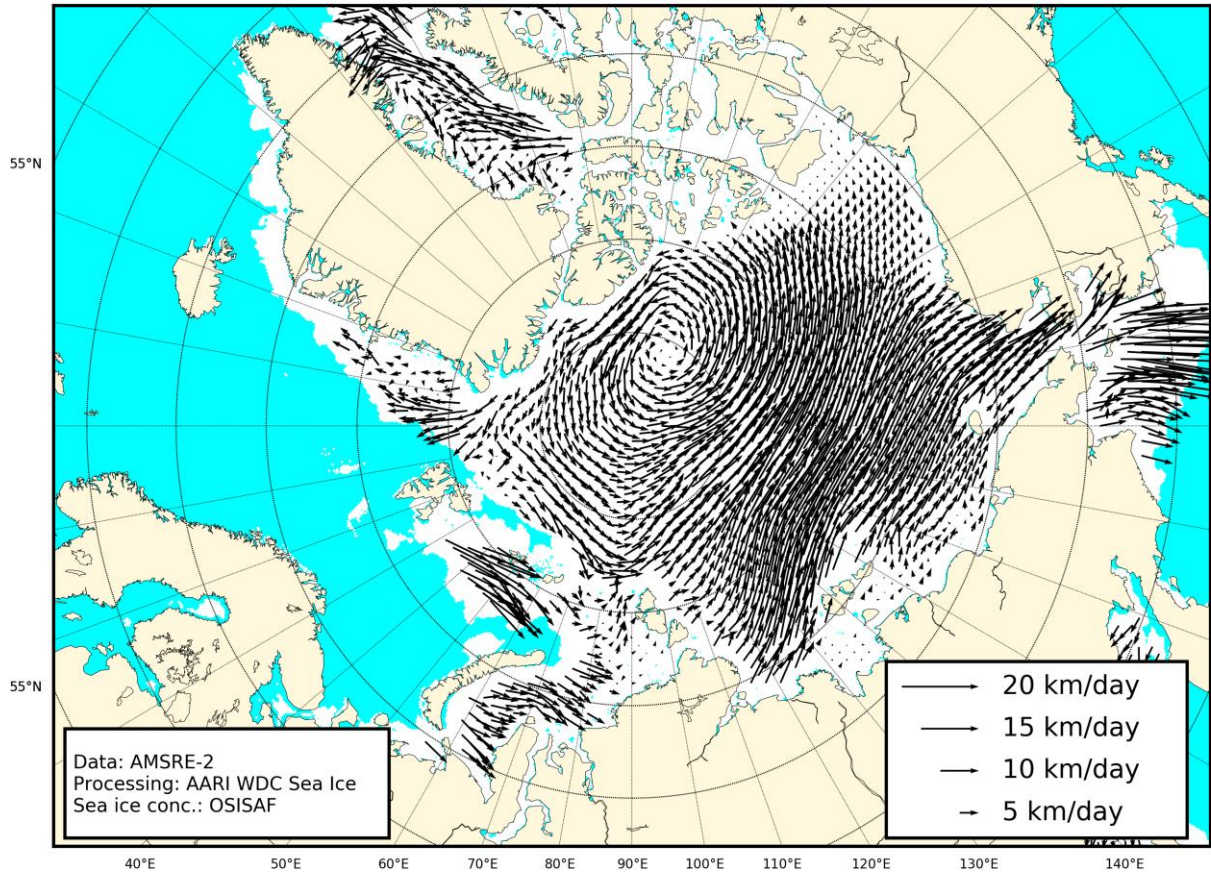 55°N
55°N
Data: AMSRE-2
Processing: AARI WDC Sea Ice
Sea ice conc.: OSISAF
20 km/day
15 km/day
10 km/day
5 km/day
40°E 50°E 60°E 70°E 80°E 90°E 100°E 110°E 120°E 130°E 140°E